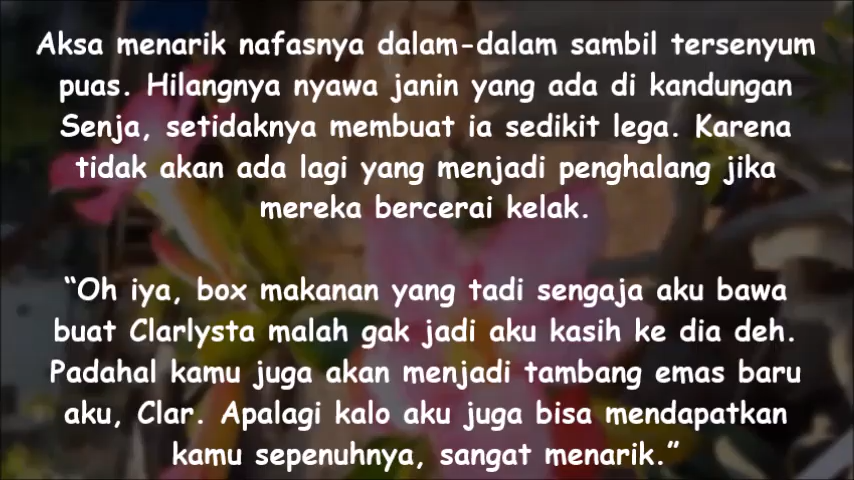 Aksa menarik nafasnya dalam-dalam sambil tersenyum
puas. Hilangnya nyawa janin yang ada di kandungan
Senja, setidaknya membuat ia sedikit lega. Karena
tidak akan ada lagi yang menjadi penghalang jika
mereka bercerai kelak.
“Oh iya, box makanan yang tadi sengaja aku bawa
buat Clarlysta malah gak jadi aku kasih ke dia deh.
Padahal kamu juga akan menjadi tambang emas baru
aku, Clar. Apalagi kalo aku juga bisa mendapatkan
kamu sepenuhnya, sangat menarik.”